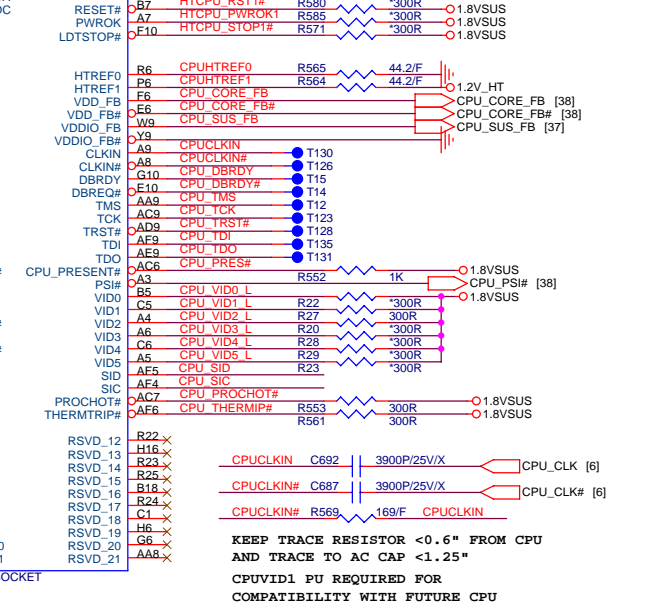 RESET# B7 HTCPU_RST1# R580 *300R 1.8VSUS
PWROK A7 HTCPU_PWROK1 R585 *300R 1.8VSUS
LDTSTOP# F10 HTCPU_STOP1# R571 *300R 1.8VSUS
HTREF0 R6 CPUHTREF0 R565 44.2/F
HTREF1 P6 CPUHTREF1 R564 44.2/F 1.2V_HT
VDD_FB F6 CPU_CORE_FB CPU_CORE_FB [38]
VDD_FB# E6 CPU_CORE_FB# CPU_CORE_FB# [38]
VDDIO_FB W9 CPU_SUS_FB CPU_SUS_FB [37]
VDDIO_FB# Y9
CLKIN A9 CPUCLKIN T130
CLKIN# A8 CPUCLKIN# T126
DBRDY G10 CPU_DBRDY T15
DBREQ# E10 CPU_DBRDY# T14
TMS AA9 CPU_TMS T12
TCK AC9 CPU_TCK T123
TRST# AD9 CPU_TRST# T128
TDI AF9 CPU_TDI T135
TDO AE9 CPU_TDO T131
CPU_PRESENT# AC6 CPU_PRES# R552 1K 1.8VSUS
PSI# A3 CPU_PSI# [38]
VID0 B5 CPU_VID0_L R22 *300R 1.8VSUS
VID1 C5 CPU_VID1_L R27 300R
VID2 A4 CPU_VID2_L R20 *300R
VID3 A6 CPU_VID3_L R28 *300R
VID4 C6 CPU_VID4_L R29 *300R
VID5 A5 CPU_VID5_L R23 *300R
SID AF5 CPU_SID
SIC AF4 CPU_SIC
PROCHOT# AC7 CPU_PROCHOT# R553 300R 1.8VSUS
THERMTRIP# AF6 CPU_THERMIP# R561 300R 1.8VSUS
RSVD_12 R22
RSVD_13 H16
RSVD_14 R23
RSVD_15 R25
RSVD_16 B18
RSVD_17 R24
RSVD_18 C1
RSVD_19 H6
RSVD_20 G6
RSVD_21 AA8
OCKET
CPUCLKIN C692 3900P/25V/X CPU_CLK [6]
CPUCLKIN# C687 3900P/25V/X CPU_CLK# [6]
CPUCLKIN# R569 169/F CPUCLKIN
KEEP TRACE RESISTOR <0.6" FROM CPU
AND TRACE TO AC CAP <1.25"
CPUVID1 PU REQUIRED FOR
COMPATIBILITY WITH FUTURE CPU